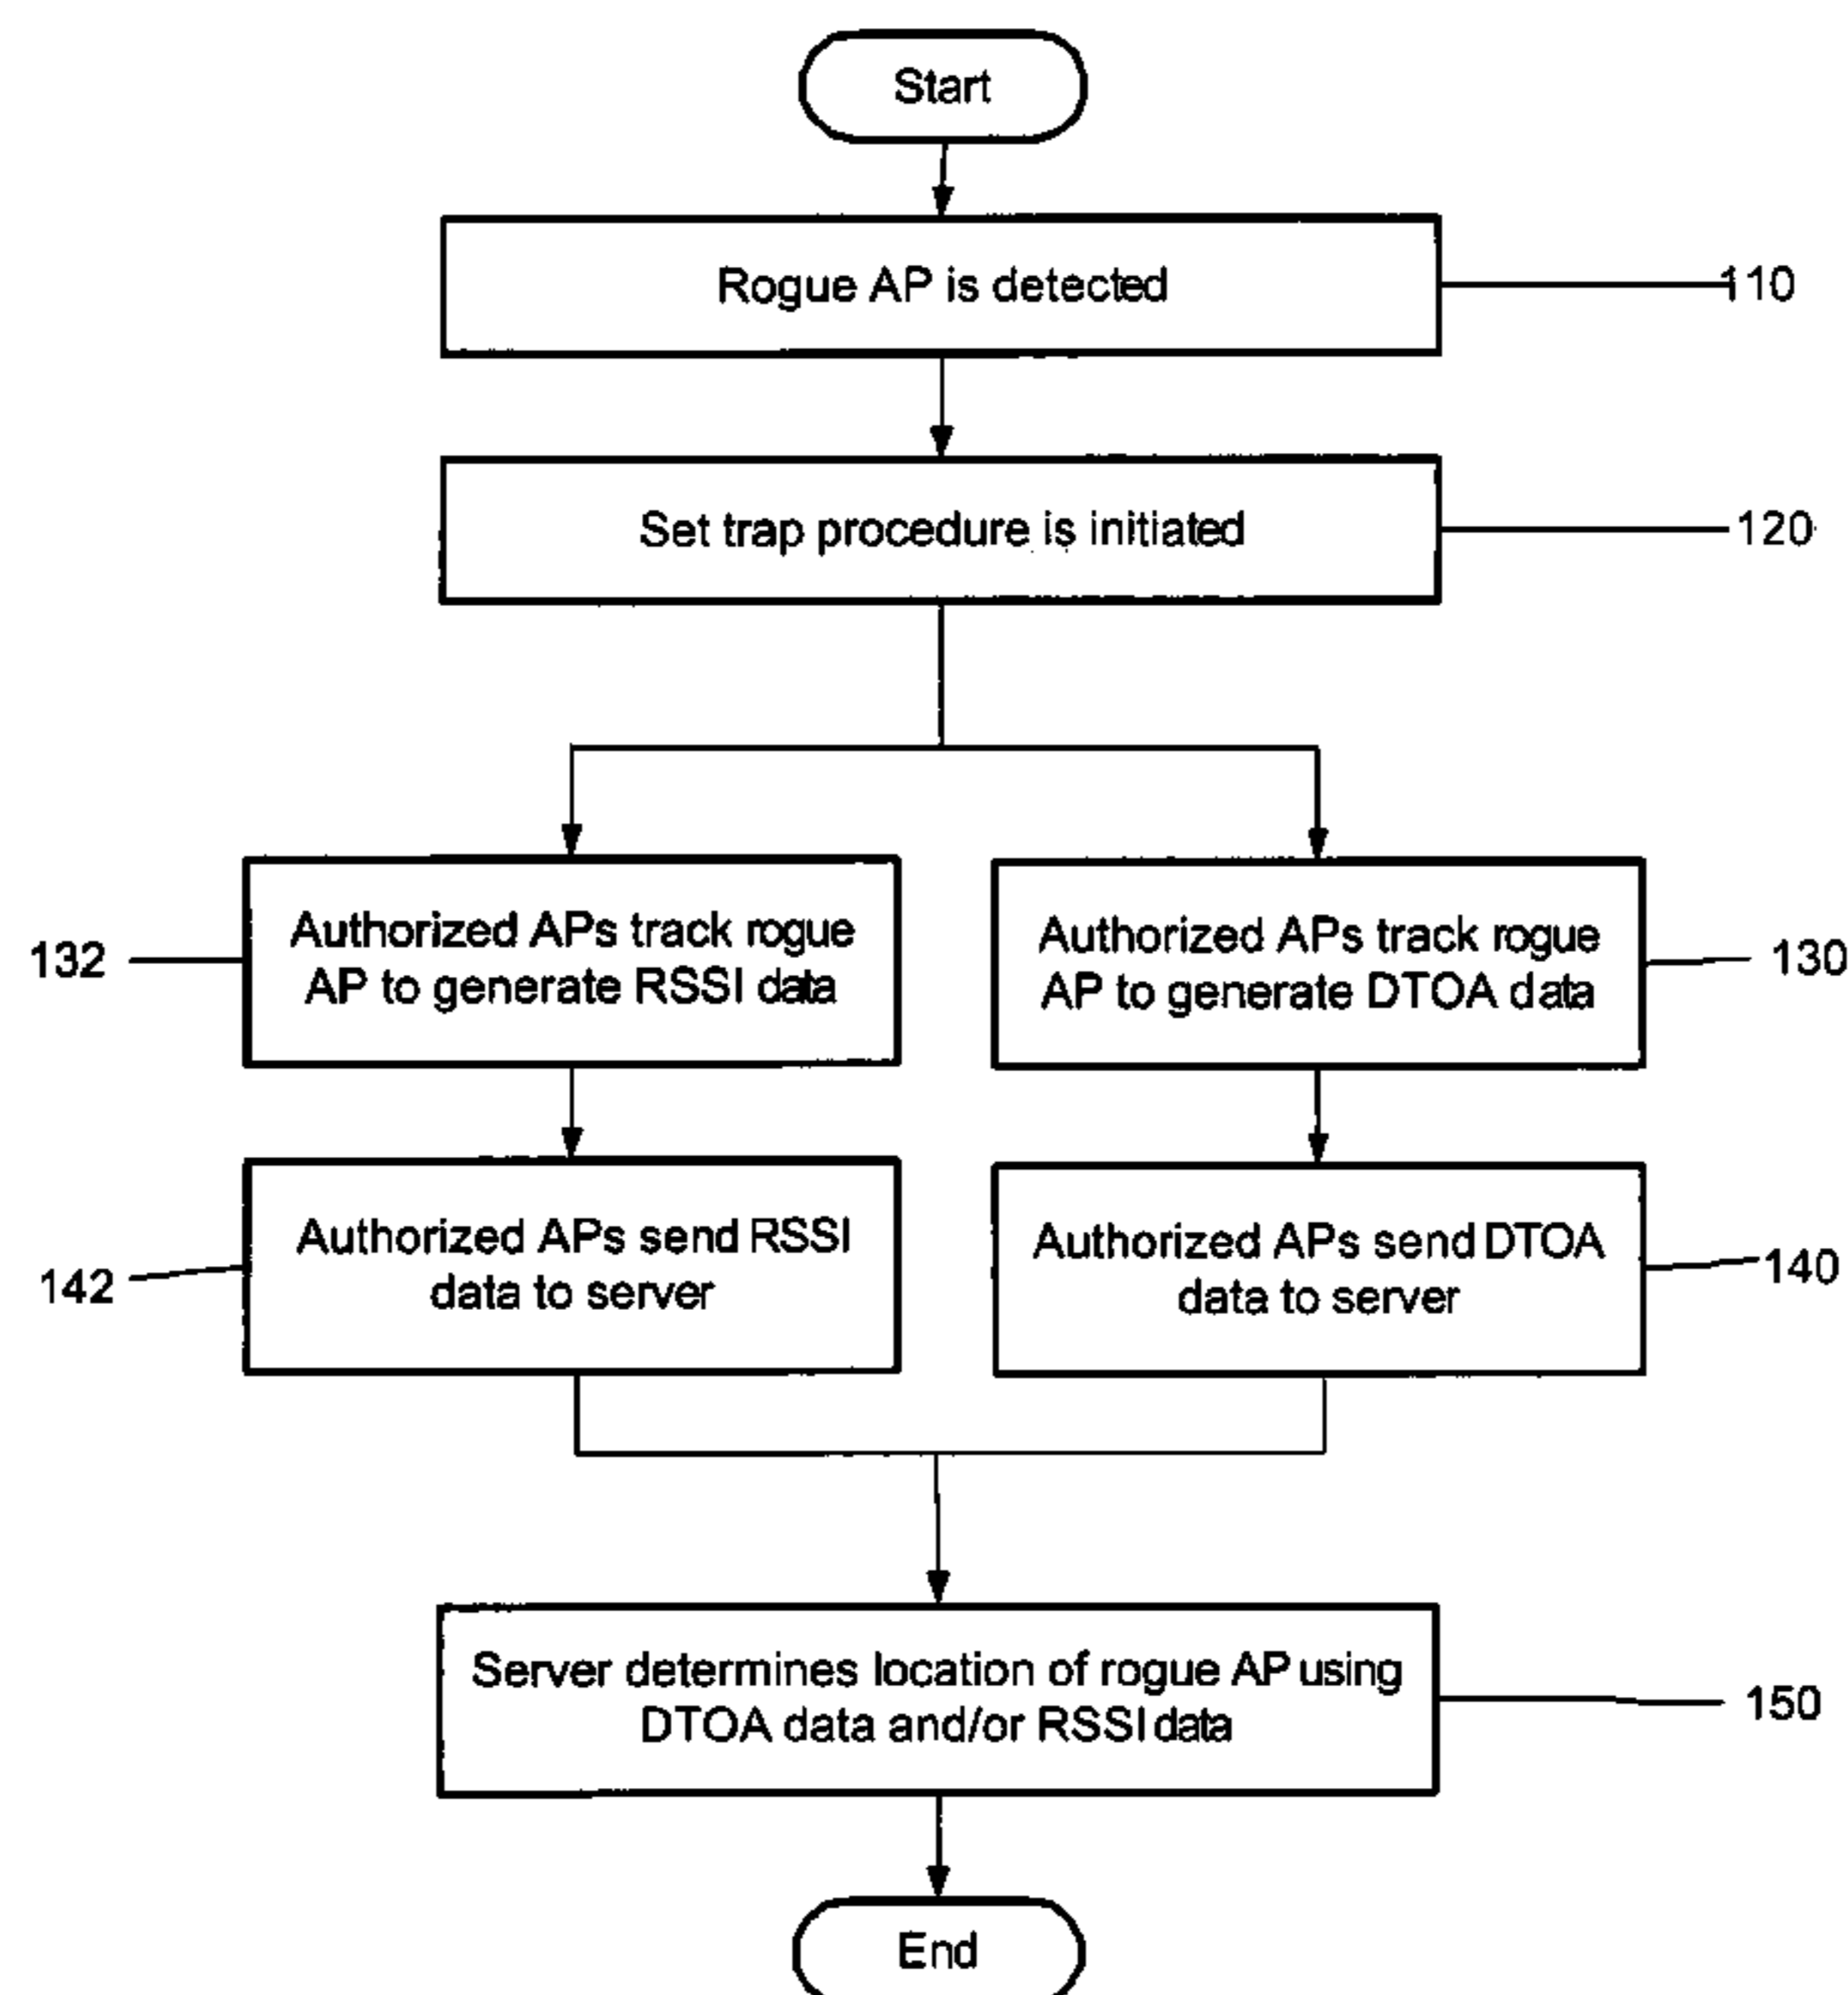 Start
Rogue AP is detected
110
Set trap procedure is initiated
120
132
Authorized APs track rogue
AP to generate RSSI data
Authorized APs track rogue
AP to generate DTOA data
130
142
Authorized APs send RSSI
data to server
Authorized APs send DTOA
data to server
140
Server determines location of rogue AP using
DTOA data and/or RSSI data
150
End